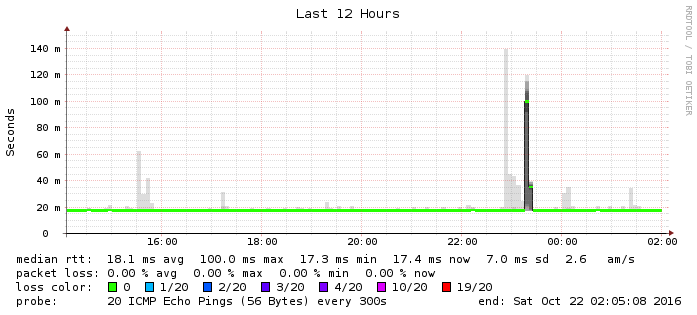 Last 12 Hours
RRDTOOL / TOBI OETIKER
Seconds
140 m
120 m
100 m
80 m
60 m
40 m
20 m
0
16:00 18:00 20:00 22:00 00:00 02:00
median rtt: 18.1 ms avg 100.0 ms max 17.3 ms min 17.4 ms now 7.0 ms sd 2.6 am/s
packet loss: 0.00 % avg 0.00 % max 0.00 % min 0.00 % now
loss color: 0 1/20 2/20 3/20 4/20 10/20 19/20
probe: 20 ICMP Echo Pings (56 Bytes) every 300s end: Sat Oct 22 02:05:08 2016